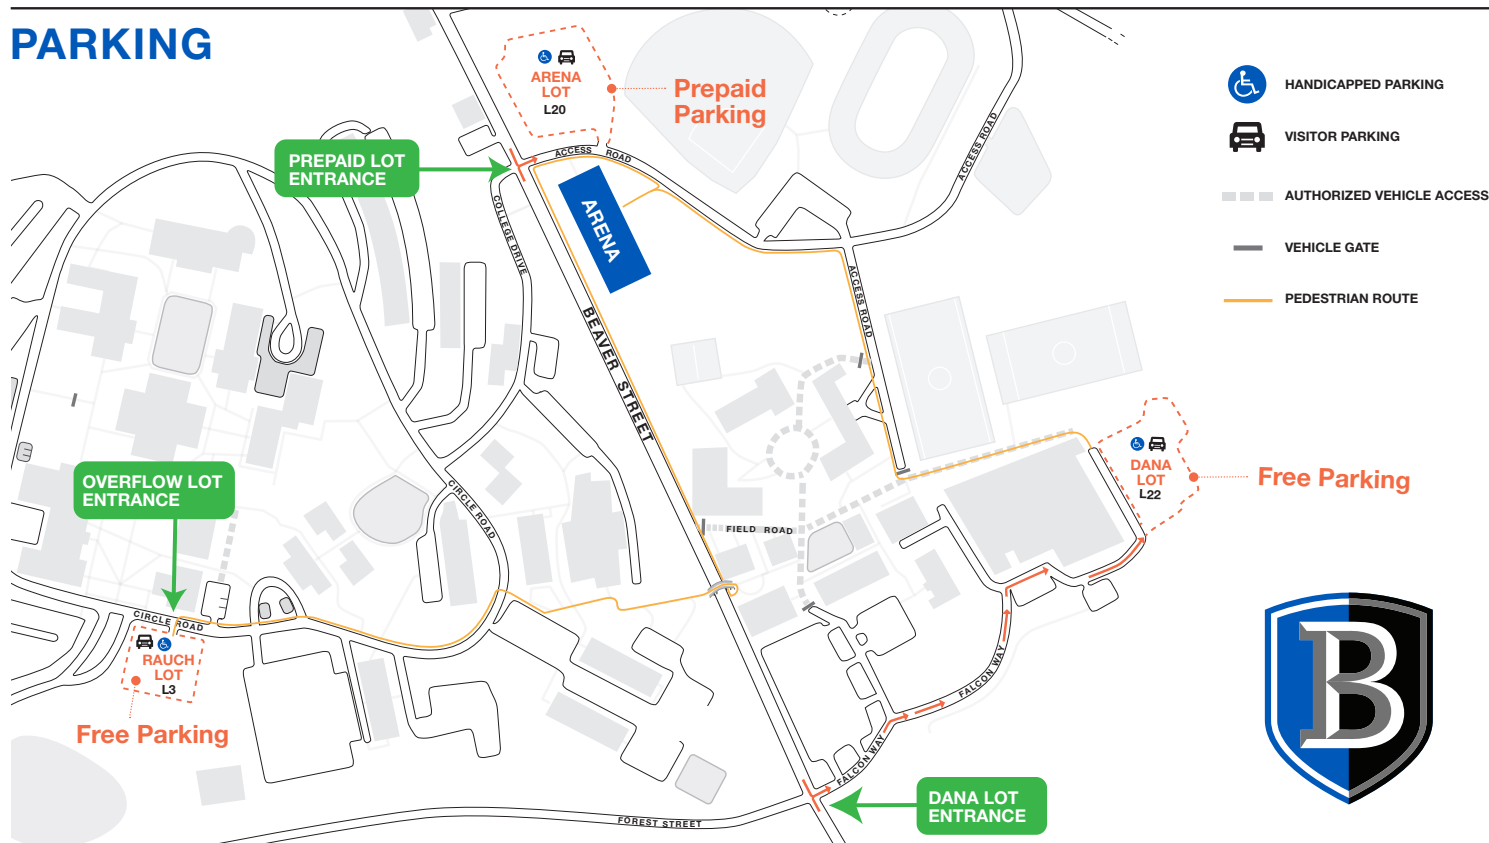 PARKING
ARENA
LOT
L20
Prepaid
Parking
PREPAID LOT
ENTRANCE
ACCESS ROAD
ACCESS ROAD
ARENA
COLLEGE DRIVE
BEAVER STREET
ACCESS ROAD
HANDICAPPED PARKING
VISITOR PARKING
AUTHORIZED VEHICLE ACCESS
VEHICLE GATE
PEDESTRIAN ROUTE
OVERFLOW LOT
ENTRANCE
CIRCLE ROAD
FIELD ROAD
DANA
LOT
L22
Free Parking
CIRCLE ROAD
RAUCH
LOT
L3
Free Parking
FALCON WAY
FALCON WAY
FOREST STREET
DANA LOT
ENTRANCE
B